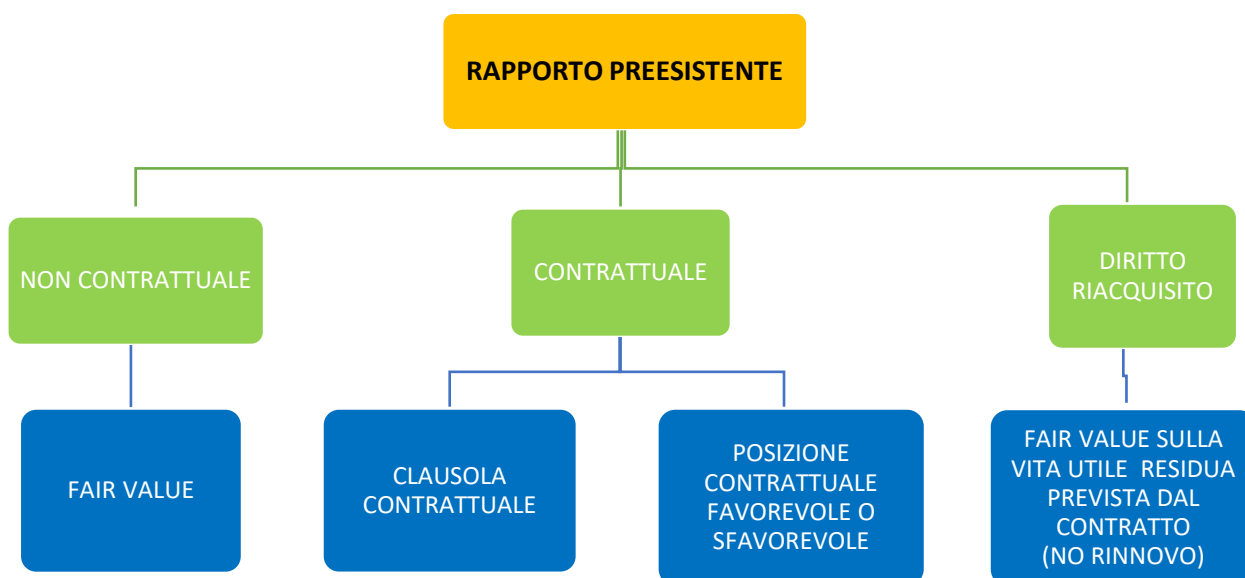 RAPPORTO PREESISTENTE
NON CONTRATTUALE
CONTRATTUALE
DIRITTO
RIACQUISITO
FAIR VALUE
CLAUSOLA
CONTRATTUALE
POSIZIONE
CONTRATTUALE
FAVOREVOLE O
SFAVOREVOLE
FAIR VALUE SULLA
VITA UTILE RESIDUA
PREVISTA DAL
CONTRATTO
(NO RINNOVO)